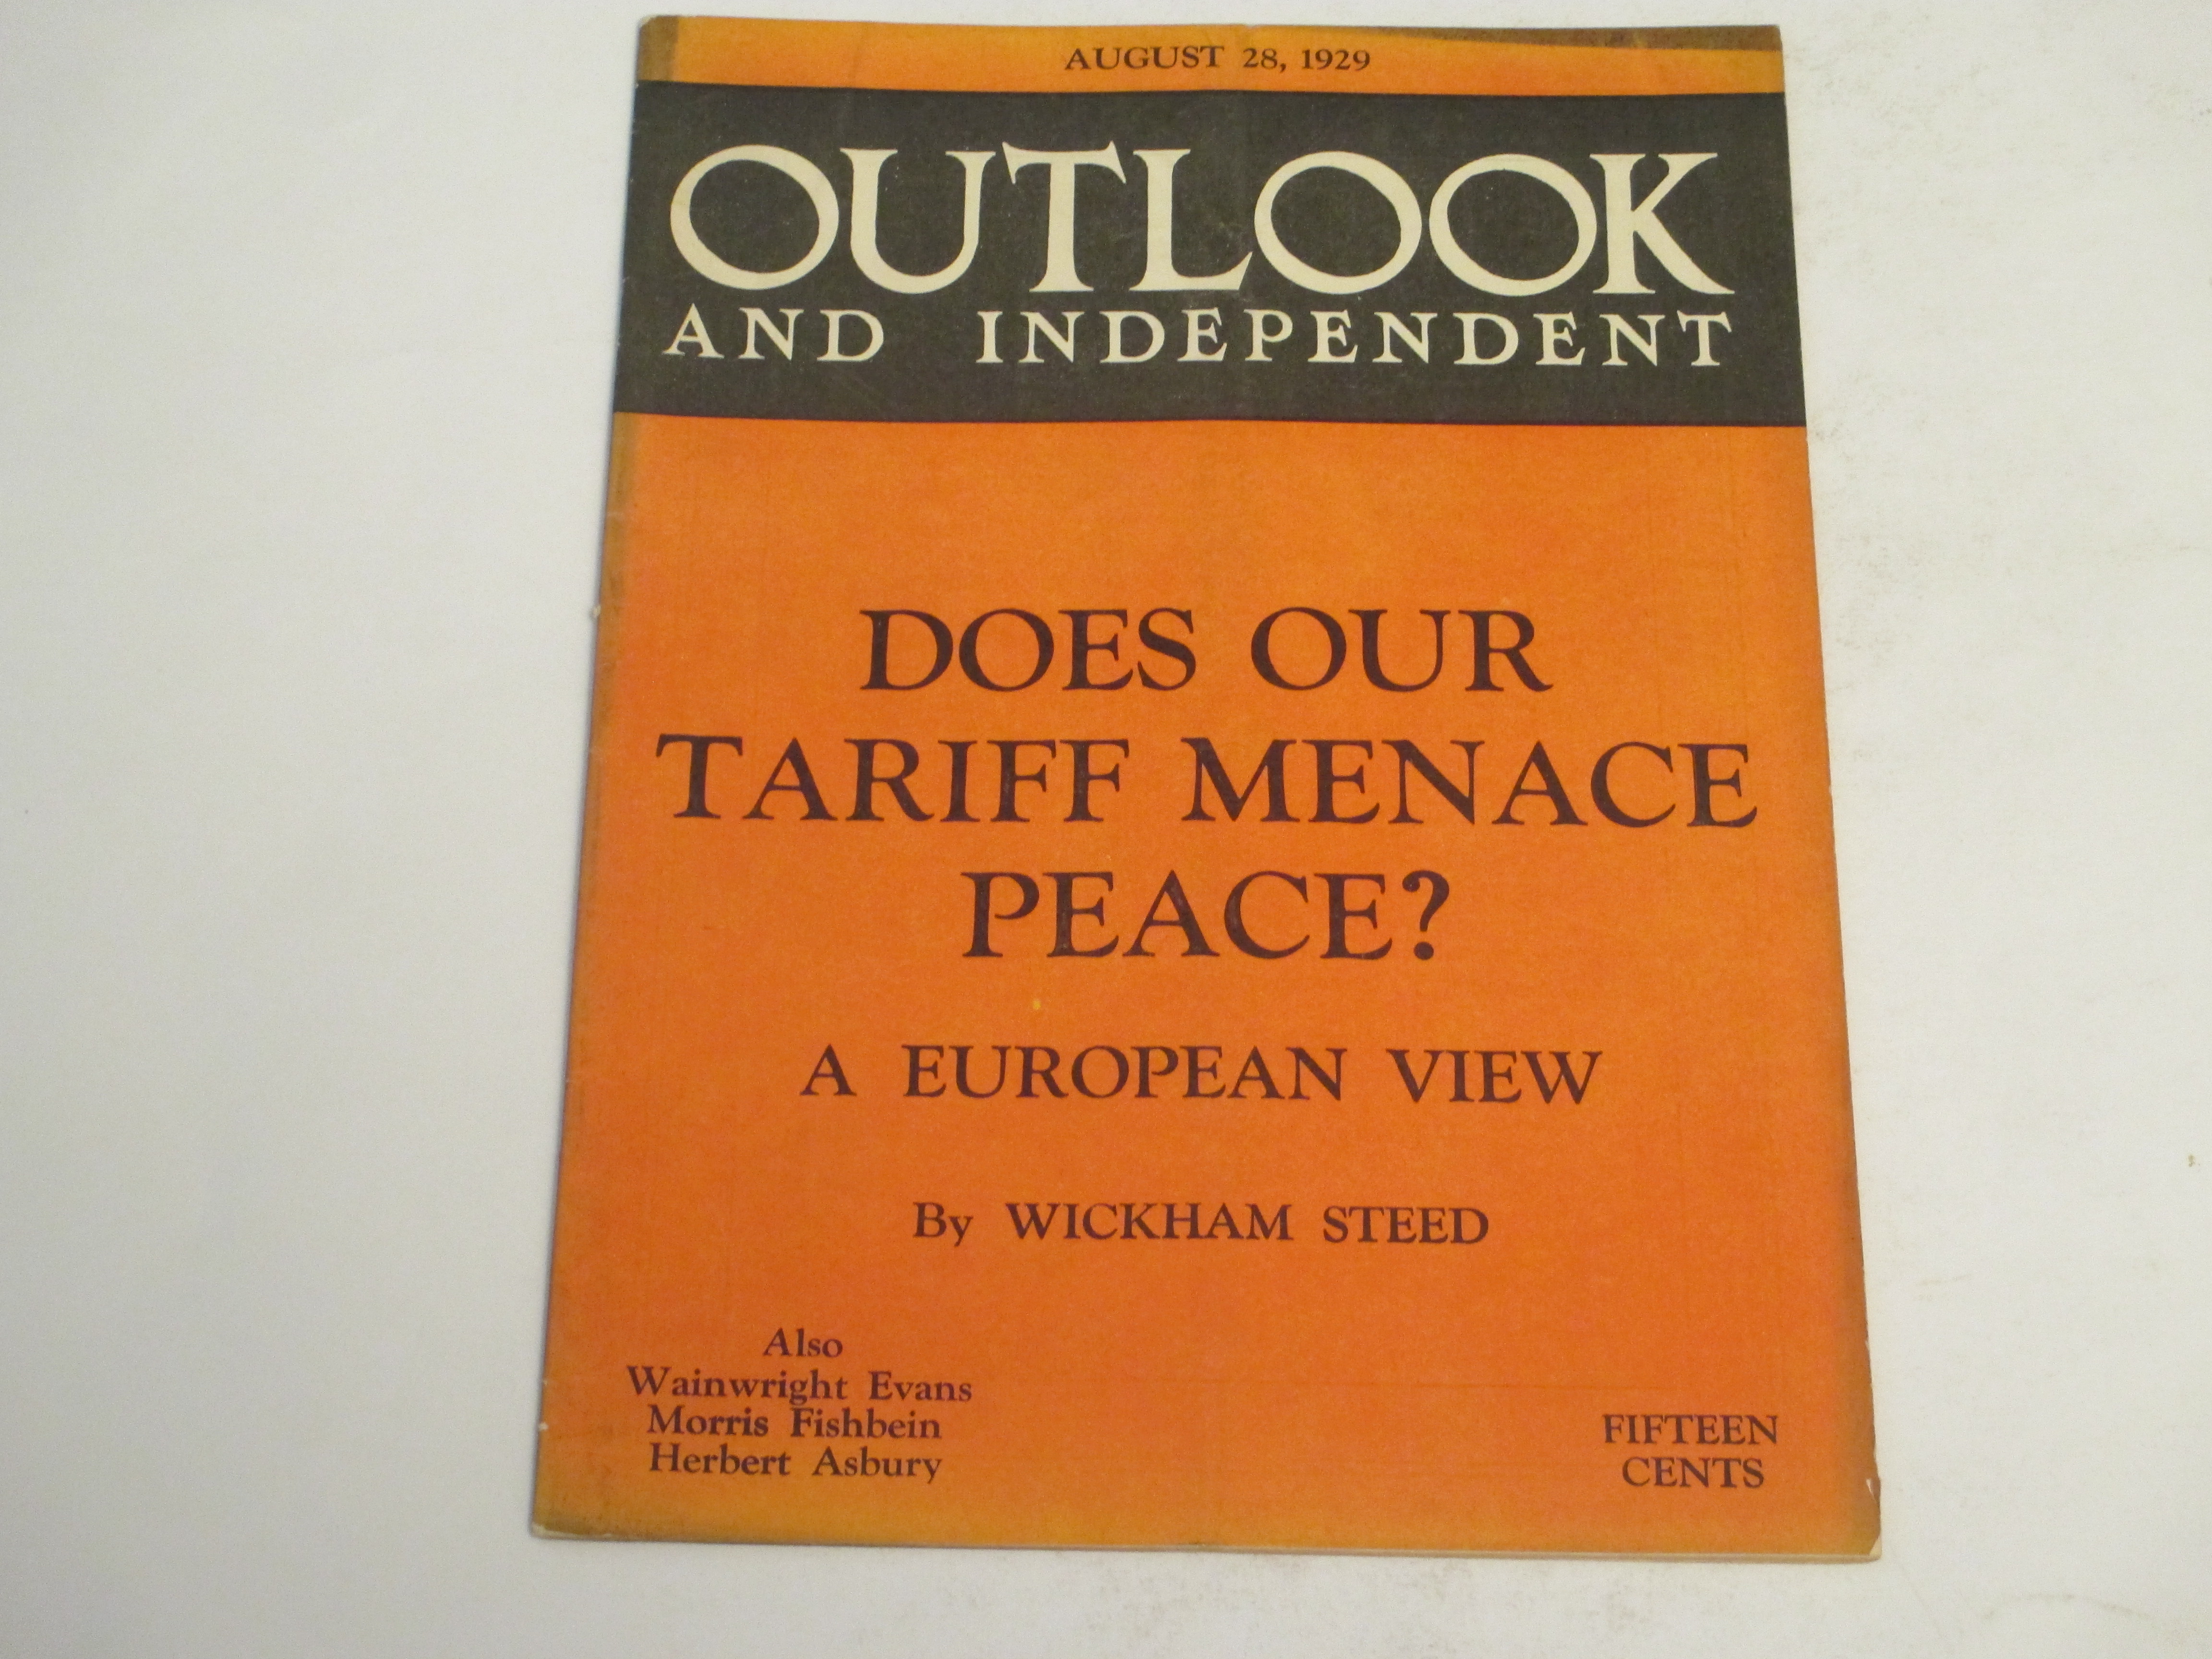 AUGUST 28, 1929
OUTLOOK
AND INDEPENDENT
DOES OUR
TARIFF MENACE
PEACE?
A EUROPEAN VIEW
By WICKHAM STEED
Also
Wainwright Evans
Morris Fishbein
Herbert Asbury
FIFTEEN
CENTS